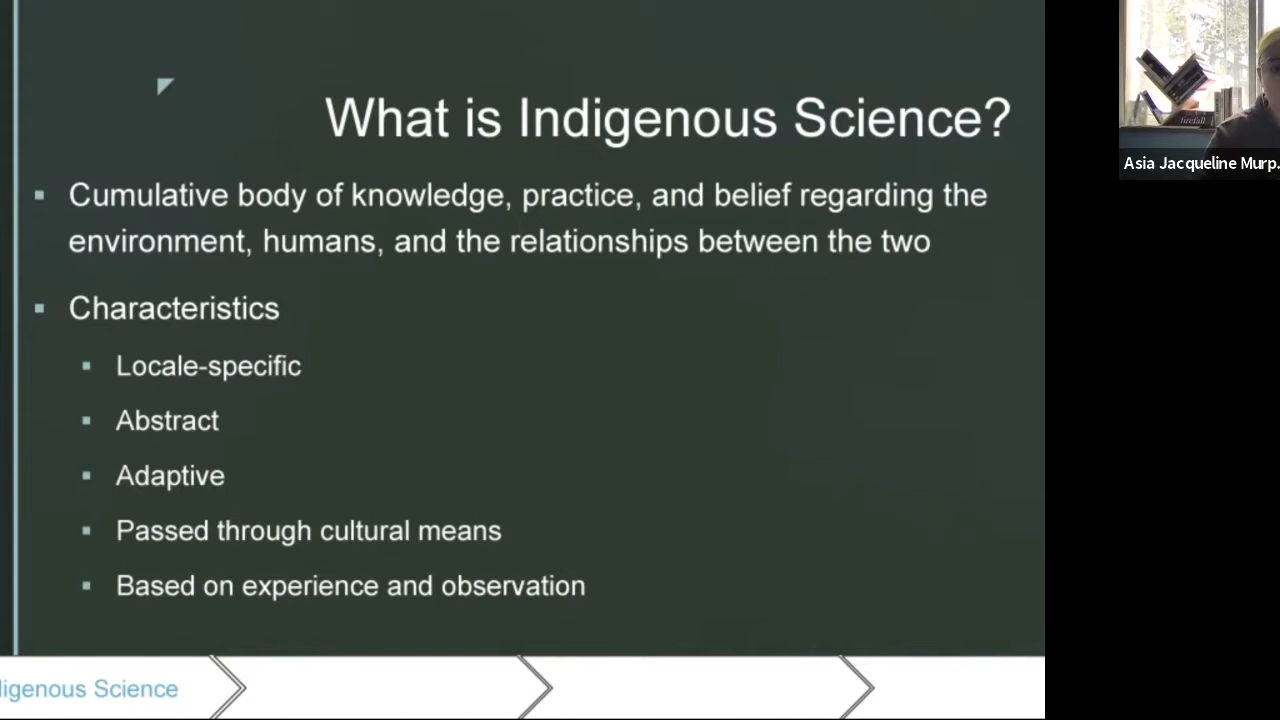 What is Indigenous Science?
Cumulative body of knowledge, practice, and belief regarding the
environment, humans, and the relationships between the two
Characteristics
Locale-specific
Abstract
Adaptive
Passed through cultural means
Based on experience and observation
digenous Science
firefall
Asia Jacqueline Murp.